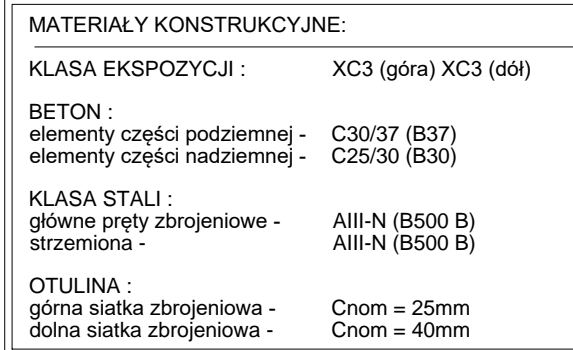 MATERIAŁY KONSTRUKCYJNE:
KLASA EKSPOZYCJI : XC3 (góra) XC3 (dół)
BETON :
elementy części podziemnej - C30/37 (B37)
elementy części nadziemnej - C25/30 (B30)
KLASA STALI :
główne pręty zbrojeniowe - AIII-N (B500 B)
strzemiona - AIII-N (B500 B)
OTULINA :
górna siatka zbrojeniowa - Cnom = 25mm
dolna siatka zbrojeniowa - Cnom = 40mm